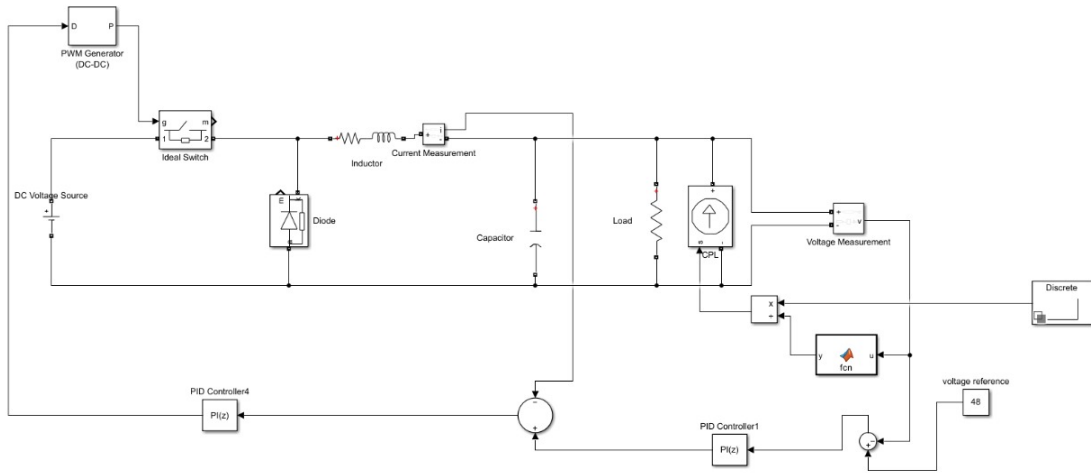 D
P
PWM Generator
(DC-DC)
g
m
1
2
Ideal Switch
i
+
-
Current Measurement
Inductor
DC Voltage Source
+
Diode
Capacitor
Load
+
-
s
CPL
+
-
v
Voltage Measurement
Discrete
×
÷
y
u
fcn
voltage reference
48
PID Controller4
PI(z)
−
+
PID Controller1
PI(z)
−
+